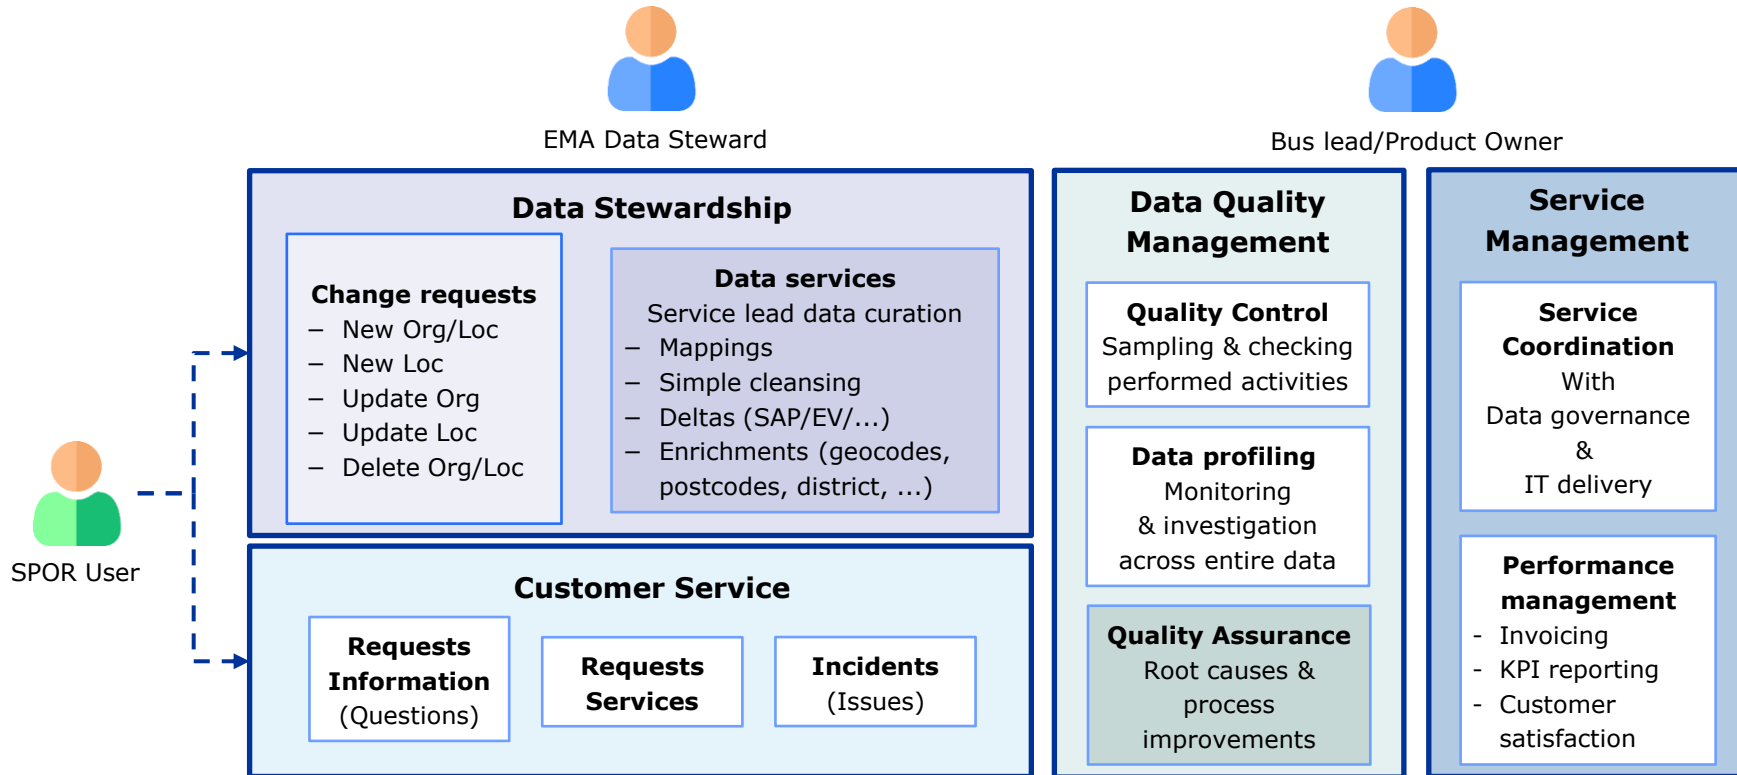 EMA Data Steward
Bus lead/Product Owner
SPOR User
Data Stewardship
Change requests
– New Org/Loc
– New Loc
– Update Org
– Update Loc
– Delete Org/Loc
Data services
Service lead data curation
– Mappings
– Simple cleansing
– Deltas (SAP/EV/...)
– Enrichments (geocodes,
postcodes, district, ...)
Customer Service
Requests
Information
(Questions)
Requests
Services
Incidents
(Issues)
Data Quality
Management
Quality Control
Sampling & checking
performed activities
Data profiling
Monitoring
& investigation
across entire data
Quality Assurance
Root causes &
process
improvements
Service
Management
Service
Coordination
With
Data governance
&
IT delivery
Performance
management
- Invoicing
- KPI reporting
- Customer
satisfaction